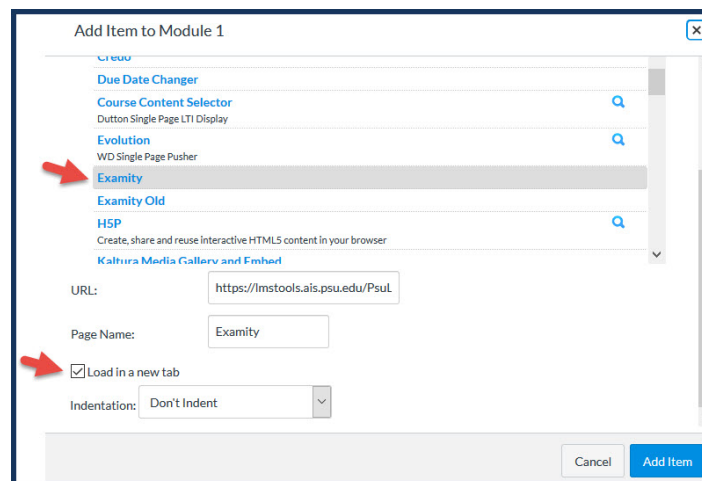 Add Item to Module 1
Credo
Due Date Changer
Course Content Selector
Dutton Single Page LTI Display
Evolution
WD Single Page Pusher
Examity
Examity Old
H5P
Create, share and reuse interactive HTML5 content in your browser
Kaltura Media Gallery and Embed
URL: https://lmstools.ais.psu.edu/PsuL
Page Name: Examity
Load in a new tab
Indentation: Don't Indent
Cancel Add Item